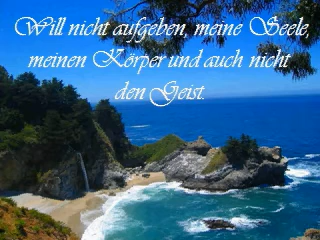 Will nicht aufgeben, meine Seele,
meinen Körper und auch nicht
den Geist.